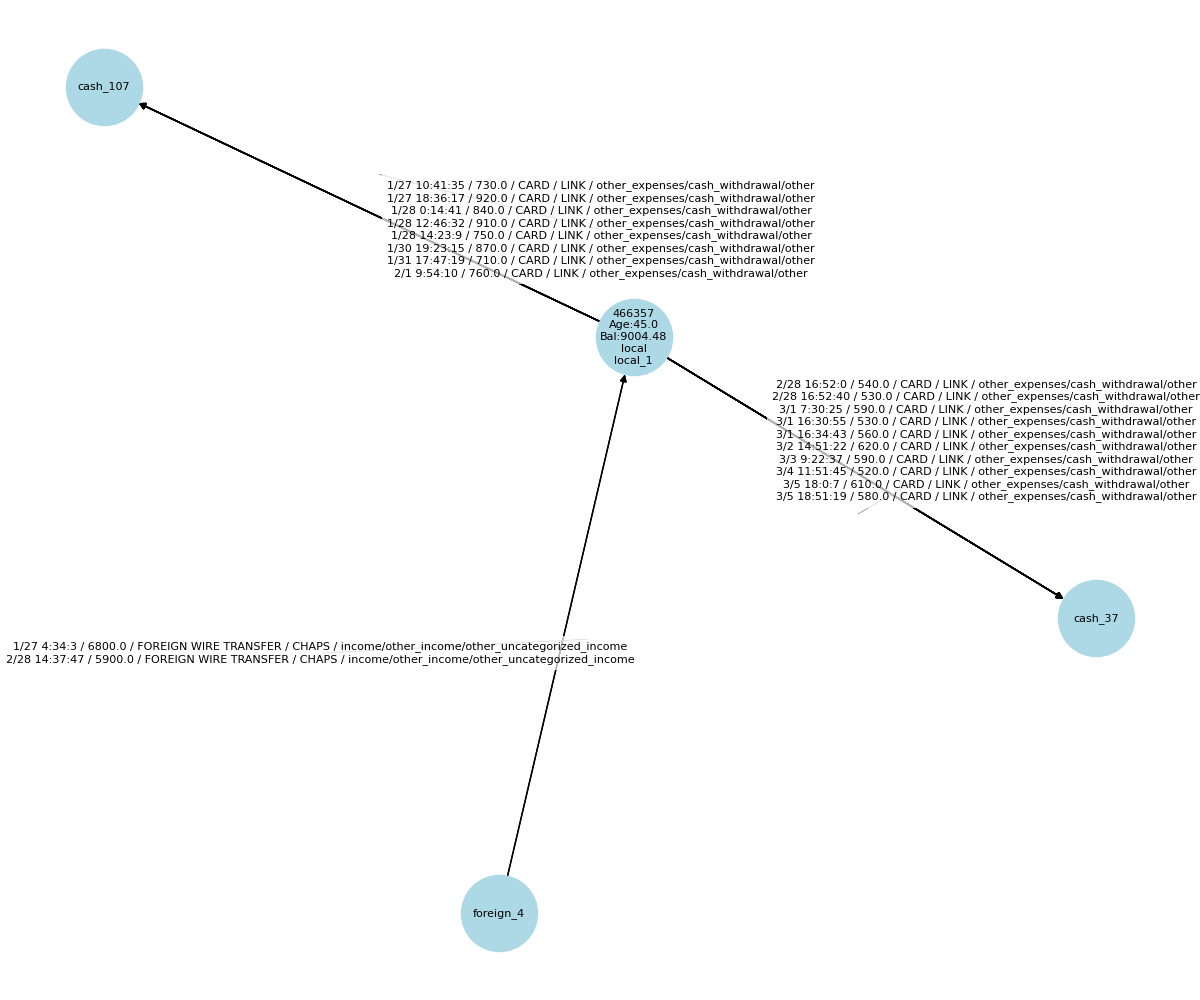 cash_107
1/27 10:41:35 / 730.0 / CARD / LINK / other_expenses/cash_withdrawal/other
1/27 18:36:17 / 920.0 / CARD / LINK / other_expenses/cash_withdrawal/other
1/28 0:14:41 / 840.0 / CARD / LINK / other_expenses/cash_withdrawal/other
1/28 12:46:32 / 910.0 / CARD / LINK / other_expenses/cash_withdrawal/other
1/28 14:23:9 / 750.0 / CARD / LINK / other_expenses/cash_withdrawal/other
1/30 19:23:15 / 870.0 / CARD / LINK / other_expenses/cash_withdrawal/other
1/31 17:47:19 / 710.0 / CARD / LINK / other_expenses/cash_withdrawal/other
2/1 9:54:10 / 760.0 / CARD / LINK / other_expenses/cash_withdrawal/other
466357
Age:45.0
Bal:9004.48
local
local_1
2/28 16:52:0 / 540.0 / CARD / LINK / other_expenses/cash_withdrawal/other
2/28 16:52:40 / 530.0 / CARD / LINK / other_expenses/cash_withdrawal/other
3/1 7:30:25 / 590.0 / CARD / LINK / other_expenses/cash_withdrawal/other
3/1 16:30:55 / 530.0 / CARD / LINK / other_expenses/cash_withdrawal/other
3/1 16:34:43 / 560.0 / CARD / LINK / other_expenses/cash_withdrawal/other
3/2 14:51:22 / 620.0 / CARD / LINK / other_expenses/cash_withdrawal/other
3/3 9:22:37 / 590.0 / CARD / LINK / other_expenses/cash_withdrawal/other
3/4 11:51:45 / 520.0 / CARD / LINK / other_expenses/cash_withdrawal/other
3/5 18:0:7 / 610.0 / CARD / LINK / other_expenses/cash_withdrawal/other
3/5 18:51:19 / 580.0 / CARD / LINK / other_expenses/cash_withdrawal/other
cash_37
1/27 4:34:3 / 6800.0 / FOREIGN WIRE TRANSFER / CHAPS / income/other_income/other_uncategorized_income
2/28 14:37:47 / 5900.0 / FOREIGN WIRE TRANSFER / CHAPS / income/other_income/other_uncategorized_income
foreign_4